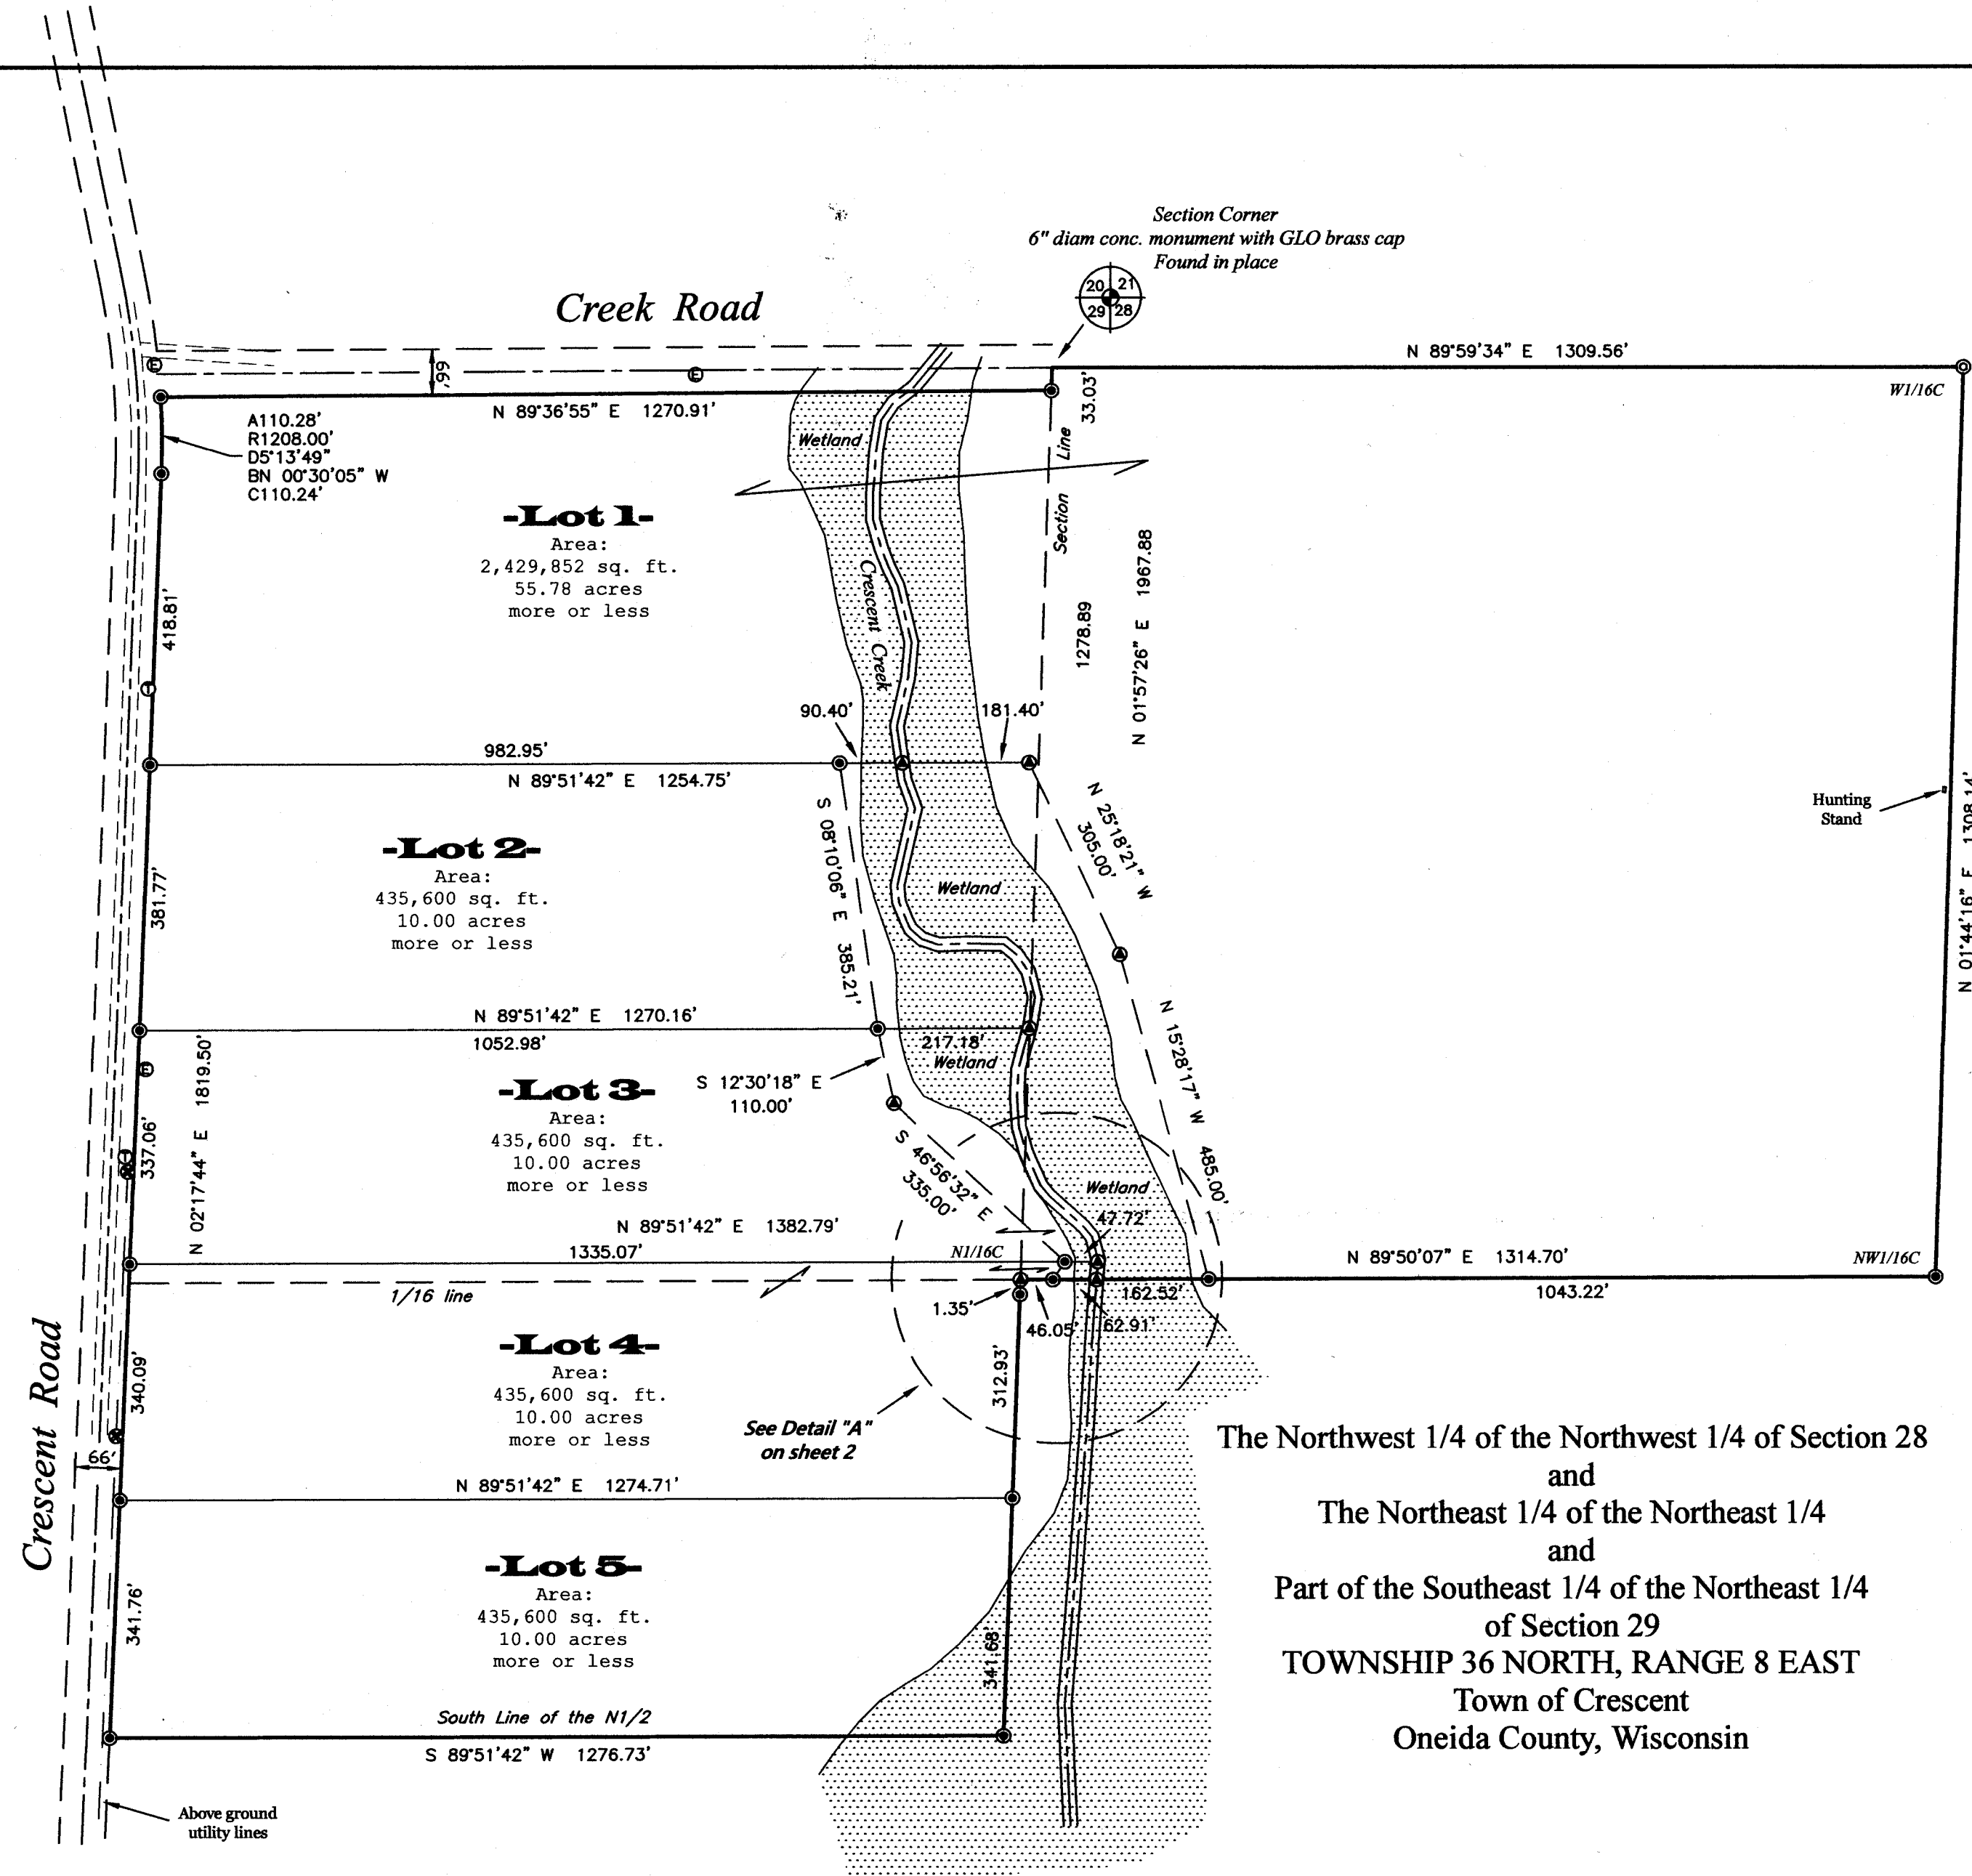 Section Corner
6" diam conc. monument with GLO brass cap
Found in place
20 21
29 28
Creek Road
66'
N 89°59'34" E 1309.56'
W1/16C
N 89°36'55" E 1270.91'
33.03'
A110.28'
R1208.00'
D5°13'49"
BN 00°30'05" W
C110.24'
Wetland
Section Line
-Lot 1-
Area:
2,429,852 sq. ft.
55.78 acres
more or less
418.81'
Crescent Creek
1278.89
N 01°57'26" E 1967.88
90.40'
181.40'
982.95'
N 89°51'42" E 1254.75'
N 25°18'21" W
305.00'
Hunting
Stand
N 01°44'16" E 1308.14'
S 08°10'06" E 385.21'
-Lot 2-
Area:
435,600 sq. ft.
10.00 acres
more or less
381.77'
Wetland
N 89°51'42" E 1270.16'
1052.98'
217.18'
Wetland
S 12°30'18" E
110.00'
N 15°28'17" W 485.00'
-Lot 3-
Area:
435,600 sq. ft.
10.00 acres
more or less
337.06'
N 02°17'44" E 1819.50'
S 46°56'32" E
335.00'
Wetland
47.72'
N 89°51'42" E 1382.79'
1335.07'
N1/16C
N 89°50'07" E 1314.70'
NW1/16C
1043.22'
1/16 line
1.35'
46.05'
62.91'
162.52'
-Lot 4-
Area:
435,600 sq. ft.
10.00 acres
more or less
340.09'
312.93'
See Detail "A"
on sheet 2
Crescent Road
66'
N 89°51'42" E 1274.71'
-Lot 5-
Area:
435,600 sq. ft.
10.00 acres
more or less
341.76'
341.68'
South Line of the N1/2
S 89°51'42" W 1276.73'
Above ground
utility lines
The Northwest 1/4 of the Northwest 1/4 of Section 28
and
The Northeast 1/4 of the Northeast 1/4
and
Part of the Southeast 1/4 of the Northeast 1/4
of Section 29
TOWNSHIP 36 NORTH, RANGE 8 EAST
Town of Crescent
Oneida County, Wisconsin